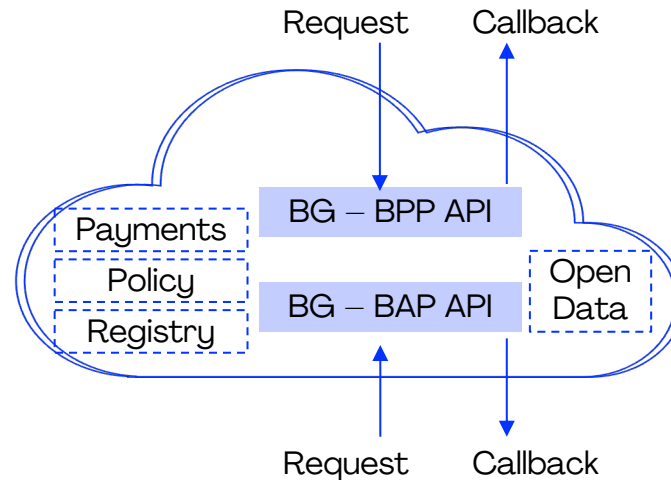 Request
Callback
BG – BPP API
Payments
Policy
Registry
BG – BAP API
Open
Data
Request
Callback